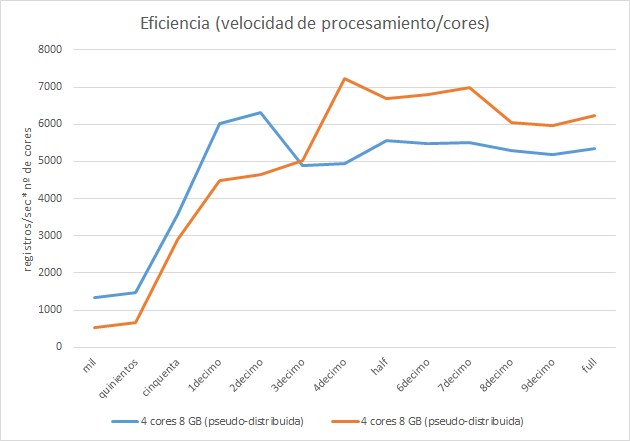 Eficiencia (velocidad de procesamiento/cores)
registros/sec * nº de cores
8000
7000
6000
5000
4000
3000
2000
1000
0
mil
quinientos
cinquenta
1decimo
2decimo
3decimo
4decimo
half
6decimo
7decimo
8decimo
9decimo
full
4 cores 8 GB (pseudo-distribuida)
4 cores 8 GB (pseudo-distribuida)